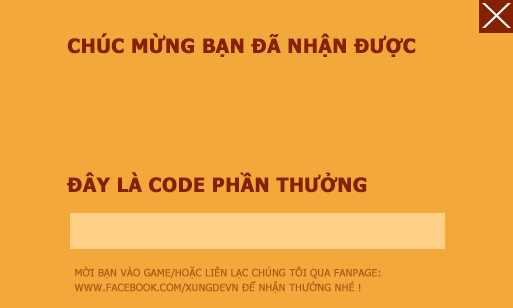 CHÚC MỪNG BẠN ĐÃ NHẬN ĐƯỢC
ĐÂY LÀ CODE PHẦN THƯỞNG
MỜI BẠN VÀO GAME/HOẶC LIÊN LẠC CHÚNG TÔI QUA FANPAGE:
WWW.FACEBOOK.COM/XUNGDEVN ĐỂ NHẬN THƯỞNG NHÉ !